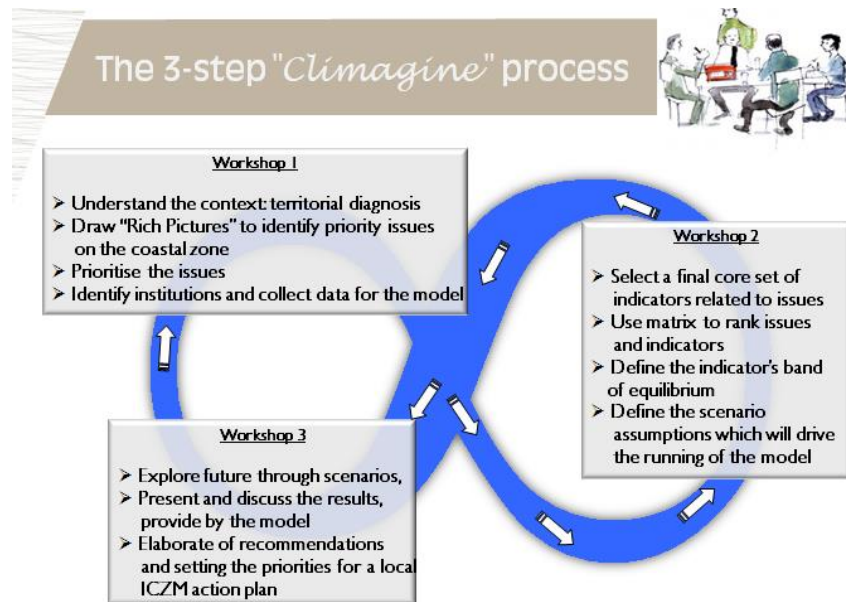 The 3-step "Climagine" process
Workshop 1
➤ Understand the context: territorial diagnosis
➤ Draw "Rich Pictures" to identify priority issues
on the coastal zone
➤ Prioritise the issues
➤ Identify institutions and collect data for the model
Workshop 2
➤ Select a final core set of
indicators related to issues
➤ Use matrix to rank issues
and indicators
➤ Define the indicator's band
of equilibrium
➤ Define the scenario
assumptions which will drive
the running of the model
Workshop 3
➤ Explore future through scenarios,
➤ Present and discuss the results,
provide by the model
➤ Elaborate of recommendations
and setting the priorities for a local
ICZM action plan